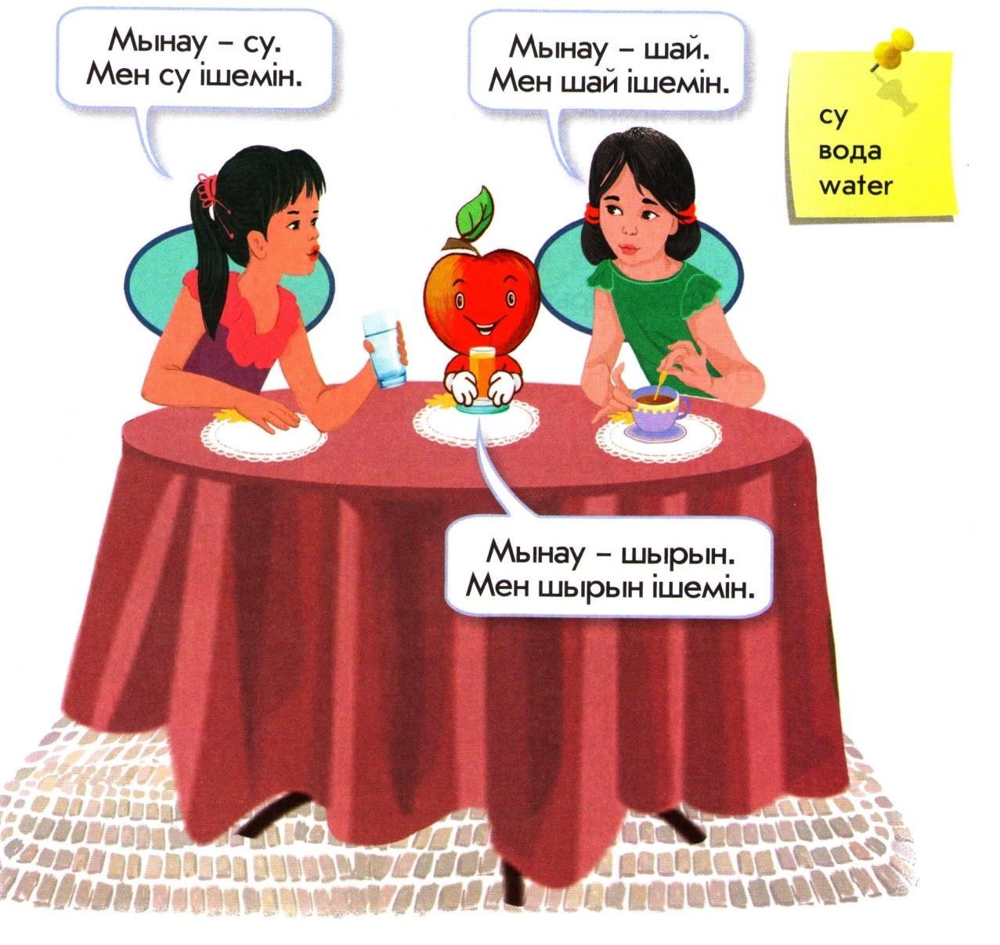 Мынау – су.
Мен су ішемін.
Мынау – шай.
Мен шай ішемін.
су
вода
water
Мынау – шырын.
Мен шырын ішемін.